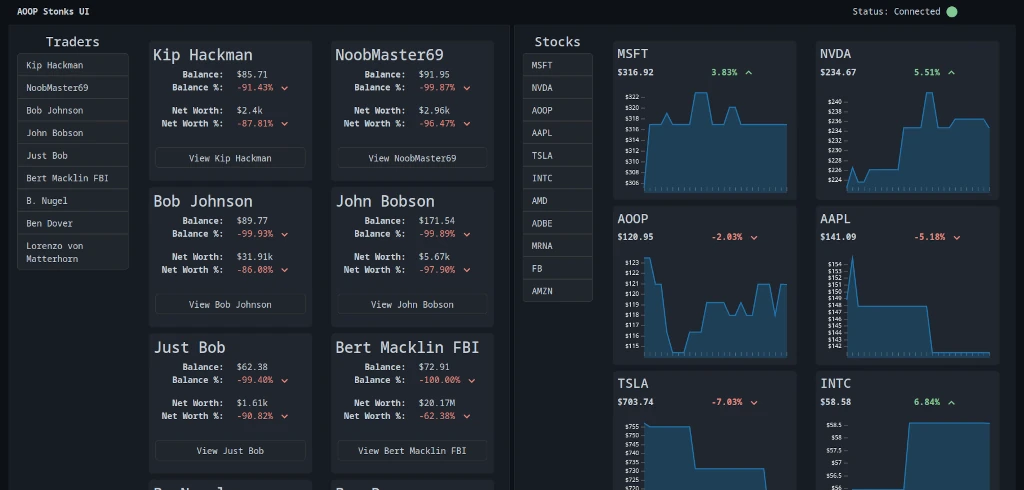 AOOP Stonks UI
Status: Connected
Traders
Kip Hackman
NoobMaster69
Bob Johnson
John Bobson
Just Bob
Bert Macklin FBI
B. Nugel
Ben Dover
Lorenzo von
Matterhorn
Kip Hackman
Balance: $85.71
Balance %: -91.43%
Net Worth: $2.4k
Net Worth %: -87.81%
View Kip Hackman
NoobMaster69
Balance: $91.95
Balance %: -99.87%
Net Worth: $2.96k
Net Worth %: -96.47%
View NoobMaster69
Bob Johnson
Balance: $89.77
Balance %: -99.93%
Net Worth: $31.91k
Net Worth %: -86.08%
View Bob Johnson
John Bobson
Balance: $171.54
Balance %: -99.89%
Net Worth: $5.67k
Net Worth %: -97.90%
View John Bobson
Just Bob
Balance: $62.38
Balance %: -99.40%
Net Worth: $1.61k
Net Worth %: -90.82%
View Just Bob
Bert Macklin FBI
Balance: $72.91
Balance %: -100.00%
Net Worth: $20.17M
Net Worth %: -62.38%
View Bert Macklin FBI
Stocks
MSFT
NVDA
AOOP
AAPL
TSLA
INTC
AMD
ADBE
MRNA
FB
AMZN
MSFT
$316.92 3.83%
$322
$320
$318
$316
$314
$312
$310
$308
$306
NVDA
$234.67 5.51%
$240
$238
$236
$234
$232
$230
$228
$226
$224
AOOP
$120.95 -2.03%
$123
$122
$121
$120
$119
$118
$117
$116
$115
AAPL
$141.09 -5.18%
$154
$153
$152
$151
$150
$149
$148
$147
$146
$145
$144
$143
$142
TSLA
$703.74 -7.03%
$755
$750
$745
$740
$735
$730
$725
$720
INTC
$58.58 6.84%
$58.5
$58
$57.5
$57
$56.5
$56